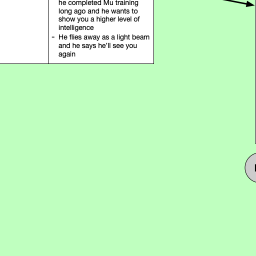 he completed Mu training
long ago and he wants to
show you a higher level of
intelligence
- He flies away as a light beam
and he says he'll see you
again